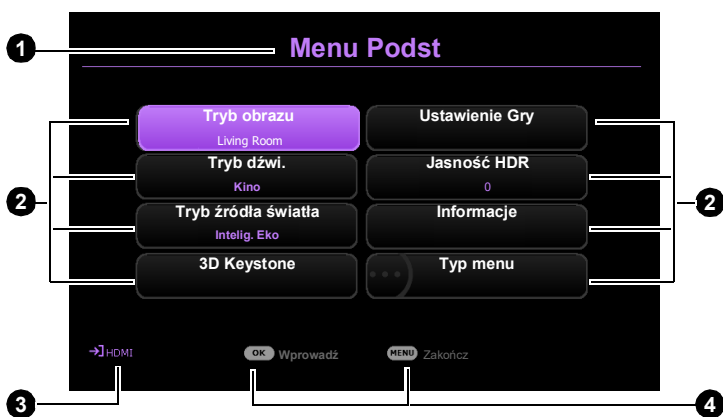 1
Menu Podst
Tryb obrazu
Living Room
Ustawienie Gry
Tryb dźwi.
Kino
Jasność HDR
0
2
2
Tryb źródła światła
Intelig. Eko
Informacje
3D Keystone
Typ menu
HDMI
OK Wprowadź
MENU Zakończ
3
4